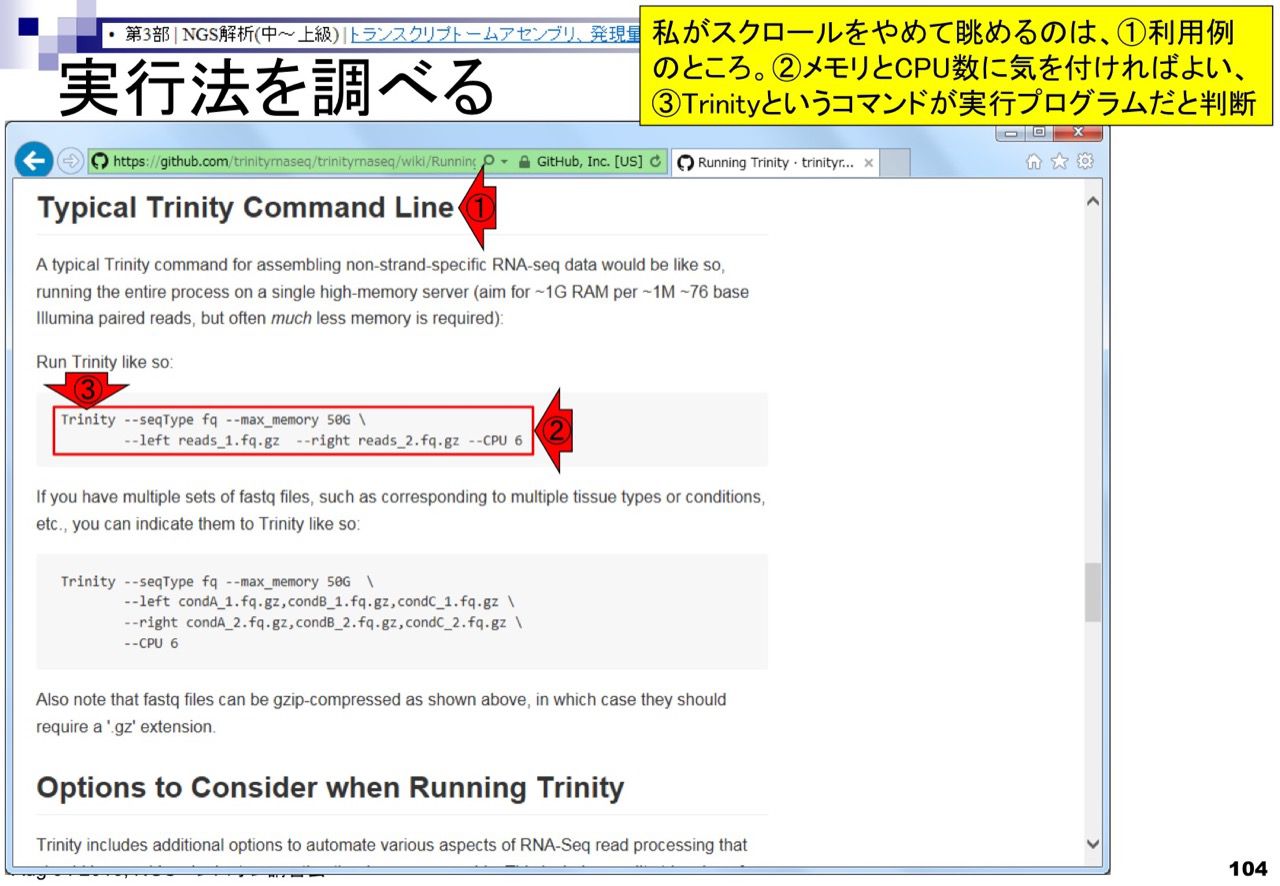 • 第3部 | NGS解析(中～上級) | トランスクリプトームアセンブリ、発現量
実行法を調べる
私がスクロールをやめて眺めるのは、①利用例
のところ。②メモリとCPU数に気を付ければよい、
③Trinityというコマンドが実行プログラムだと判断
https://github.com/trinityrnaseq/trinityrnaseq/wiki/Running
GitHub, Inc. [US]
Running Trinity · trinityr...
Typical Trinity Command Line
①
A typical Trinity command for assembling non-strand-specific RNA-seq data would be like so,
running the entire process on a single high-memory server (aim for ~1G RAM per ~1M ~76 base
Illumina paired reads, but often much less memory is required):
Run Trinity like so:
③
Trinity --seqType fq --max_memory 50G \
--left reads_1.fq.gz  --right reads_2.fq.gz --CPU 6
②
If you have multiple sets of fastq files, such as corresponding to multiple tissue types or conditions,
etc., you can indicate them to Trinity like so:
Trinity --seqType fq --max_memory 50G  \
--left condA_1.fq.gz,condB_1.fq.gz,condC_1.fq.gz \
--right condA_2.fq.gz,condB_2.fq.gz,condC_2.fq.gz \
--CPU 6
Also note that fastq files can be gzip-compressed as shown above, in which case they should
require a '.gz' extension.
Options to Consider when Running Trinity
Trinity includes additional options to automate various aspects of RNA-Seq read processing that
104